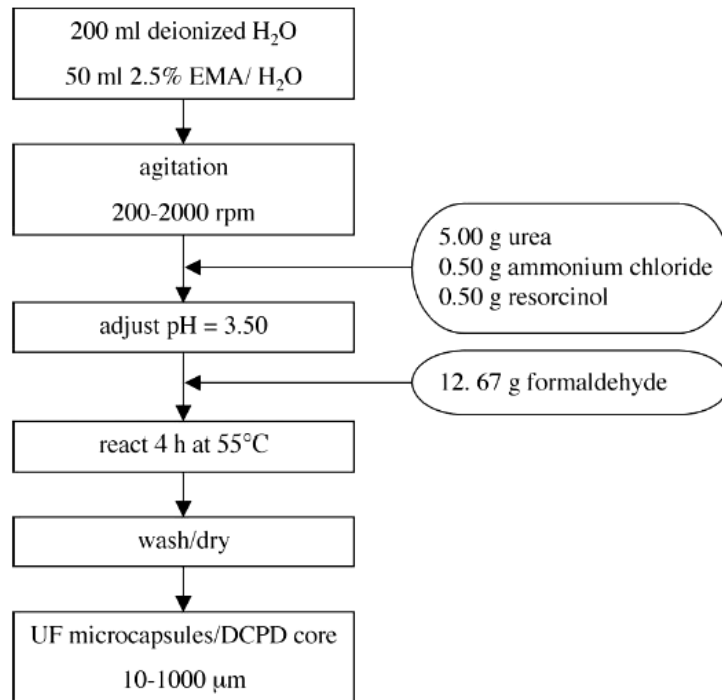 200 ml deionized H₂O
50 ml 2.5% EMA/ H₂O
agitation
200-2000 rpm
5.00 g urea
0.50 g ammonium chloride
0.50 g resorcinol
adjust pH = 3.50
12. 67 g formaldehyde
react 4 h at 55°C
wash/dry
UF microcapsules/DCPD core
10-1000 μm